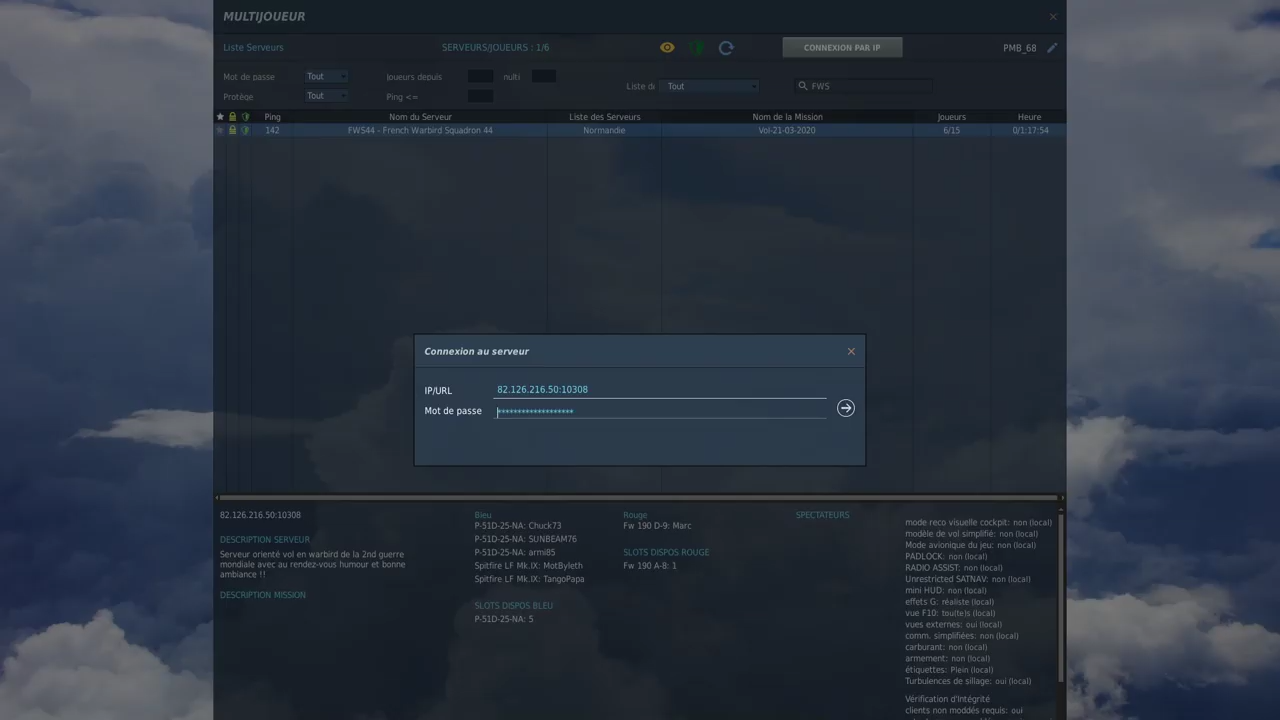 MULTIJOUEUR
Liste Serveurs
SERVEURS/JOUEURS : 1/6
CONNEXION PAR IP
PMB_68
Mot de passe Tout Joueurs depuis nulti
Liste di Tout FWS
Protège Tout Ping <=
Ping Nom du Serveur Liste des Serveurs Nom de la Mission Joueurs Heure
142 FWS44 - French Warbird Squadron 44 Normandie Vol-21-03-2020 6/15 0/1:17:54
Connexion au serveur
IP/URL 82.126.216.50:10308
Mot de passe *******************
82.126.216.50:10308
DESCRIPTION SERVEUR
Serveur orienté vol en warbird de la 2nd guerre
mondiale avec au rendez-vous humour et bonne
ambiance !!
DESCRIPTION MISSION
Bleu
P-51D-25-NA: Chuck73
P-51D-25-NA: SUNBEAM76
P-51D-25-NA: armi85
Spitfire LF Mk.IX: MotByleth
Spitfire LF Mk.IX: TangoPapa
SLOTS DISPOS BLEU
P-51D-25-NA: 5
Rouge
Fw 190 D-9: Marc
SLOTS DISPOS ROUGE
Fw 190 A-8: 1
SPECTATEURS
mode reco visuelle cockpit: non (local)
modèle de vol simplifié: non (local)
Mode avionique du jeu: non (local)
PADLOCK: non (local)
RADIO ASSIST: non (local)
Unrestricted SATNAV: non (local)
mini HUD: non (local)
effets G: réaliste (local)
vue F10: tou(te)s (local)
vues externes: oui (local)
comm. simplifiées: non (local)
carburant: non (local)
armement: non (local)
étiquettes: Plein (local)
Turbulences de sillage: oui (local)
Vérification d'Intégrité
clients non moddés requis: oui